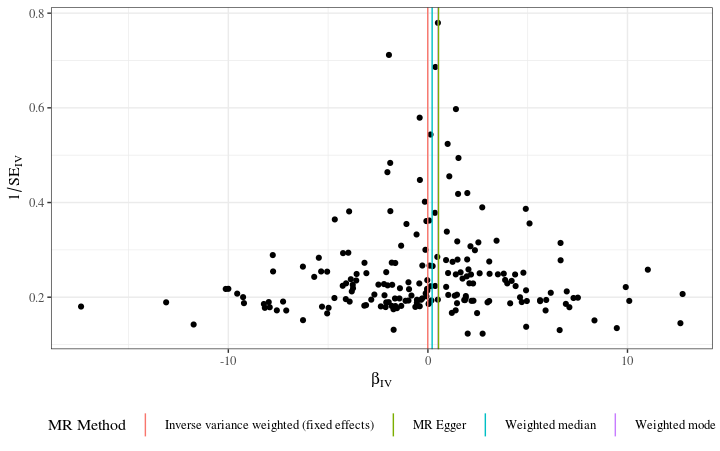 0.8
0.6
0.4
0.2
1/SE_IV
-10 0 10
β_IV
MR Method Inverse variance weighted (fixed effects) MR Egger Weighted median Weighted mode